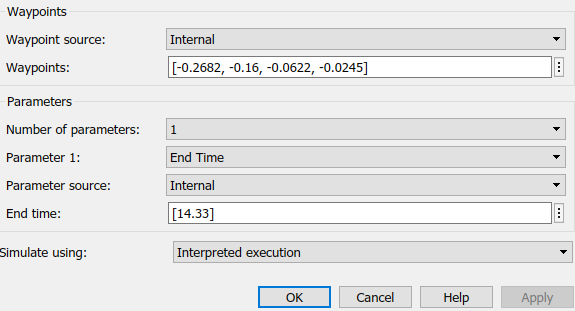 Waypoints
Waypoint source: Internal
Waypoints: [-0.2682, -0.16, -0.0622, -0.0245]
Parameters
Number of parameters: 1
Parameter 1: End Time
Parameter source: Internal
End time: [14.33]
Simulate using: Interpreted execution
OK Cancel Help Apply